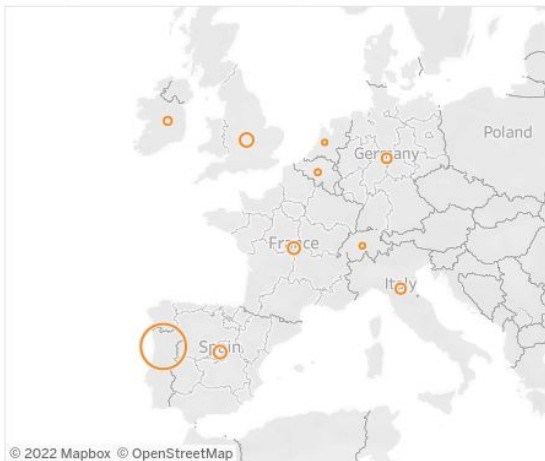 Poland
Germany
France
Italy
Spain
© 2022 Mapbox © OpenStreetMap